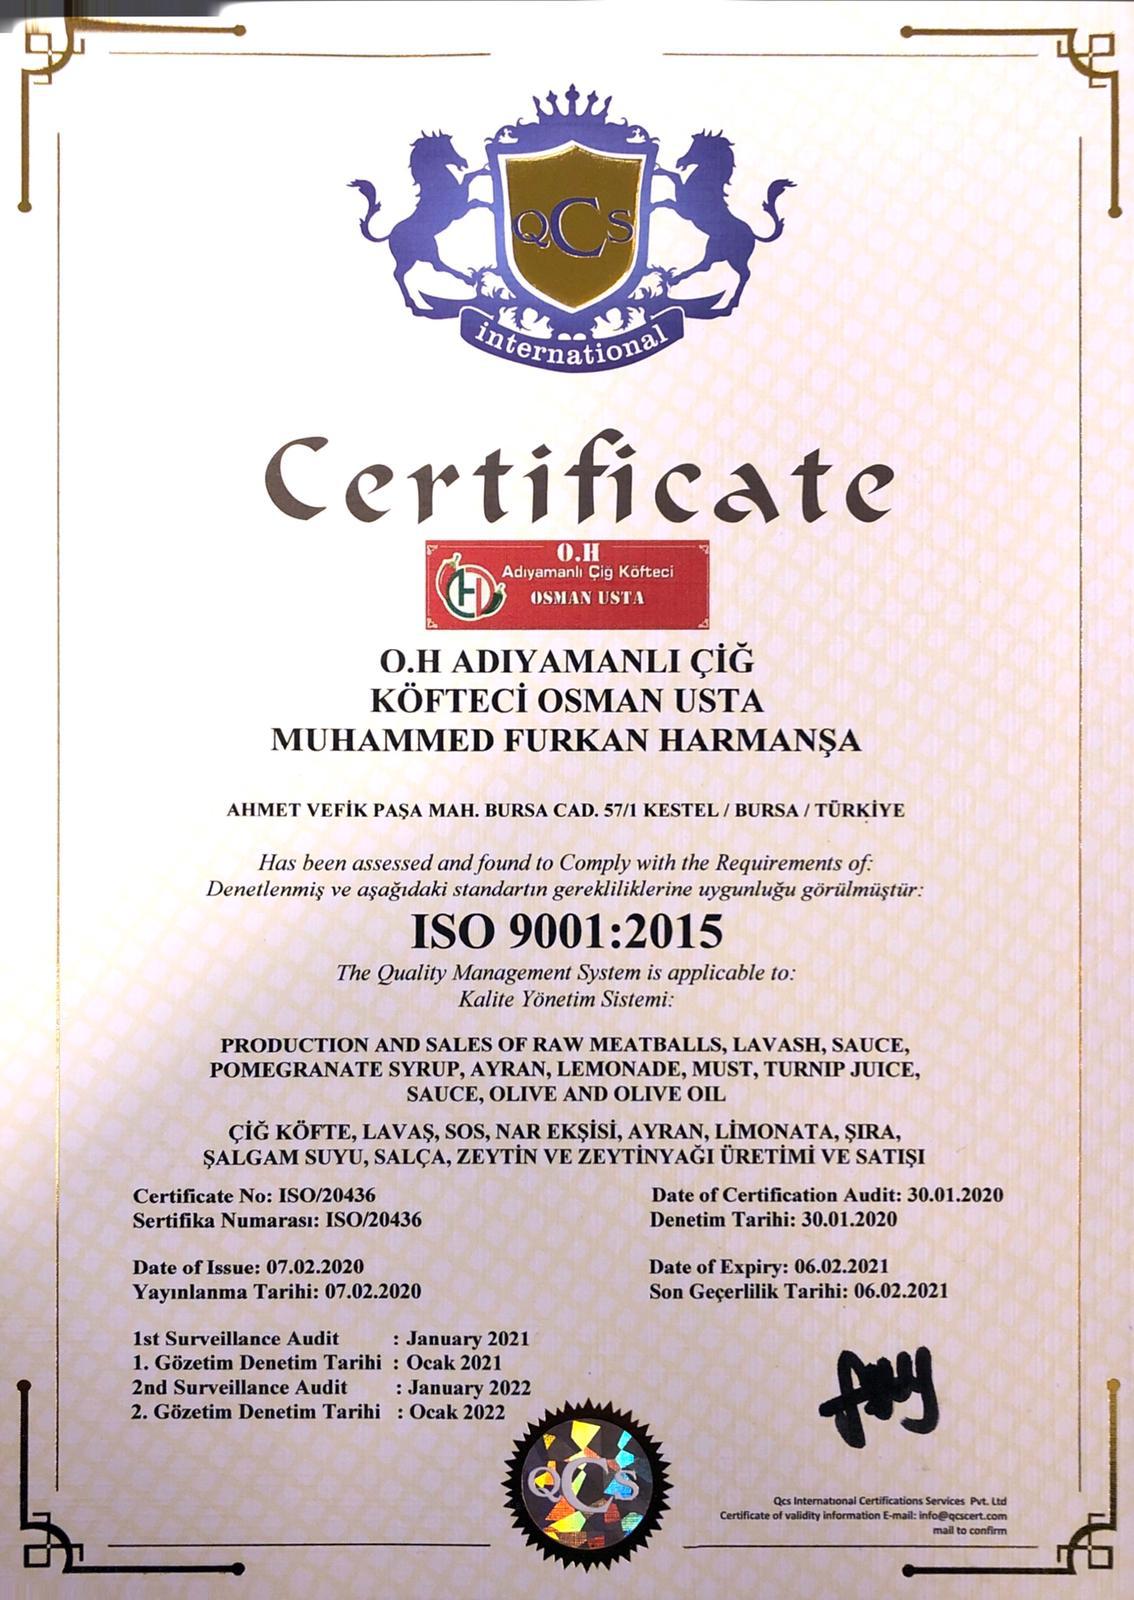 QCS
international
Certificate
O.H
Adıyamanlı Çiğ Köfteci
OSMAN USTA
O.H ADIYAMANLI ÇİĞ
KÖFTECİ OSMAN USTA
MUHAMMED FURKAN HARMANŞA
AHMET VEFİK PAŞA MAH. BURSA CAD. 57/1 KESTEL / BURSA / TÜRKİYE
Has been assessed and found to Comply with the Requirements of:
Denetlenmiş ve aşağıdaki standartın gerekliliklerine uygunluğu görülmüştür:
ISO 9001:2015
The Quality Management System is applicable to:
Kalite Yönetim Sistemi:
PRODUCTION AND SALES OF RAW MEATBALLS, LAVASH, SAUCE,
POMEGRANATE SYRUP, AYRAN, LEMONADE, MUST, TURNIP JUICE,
SAUCE, OLIVE AND OLIVE OIL
ÇİĞ KÖFTE, LAVAŞ, SOS, NAR EKŞİSİ, AYRAN, LİMONATA, ŞIRA,
ŞALGAM SUYU, SALÇA, ZEYTİN VE ZEYTİNYAĞI ÜRETİMİ VE SATIŞI
Certificate No: ISO/20436
Sertifika Numarası: ISO/20436
Date of Certification Audit: 30.01.2020
Denetim Tarihi: 30.01.2020
Date of Issue: 07.02.2020
Yayınlanma Tarihi: 07.02.2020
Date of Expiry: 06.02.2021
Son Geçerlilik Tarihi: 06.02.2021
1st Surveillance Audit : January 2021
1. Gözetim Denetim Tarihi : Ocak 2021
2nd Surveillance Audit : January 2022
2. Gözetim Denetim Tarihi : Ocak 2022
QCS
Qcs International Certifications Services Pvt. Ltd
Certificate of validity information E-mail: info@qcscert.com
mail to confirm